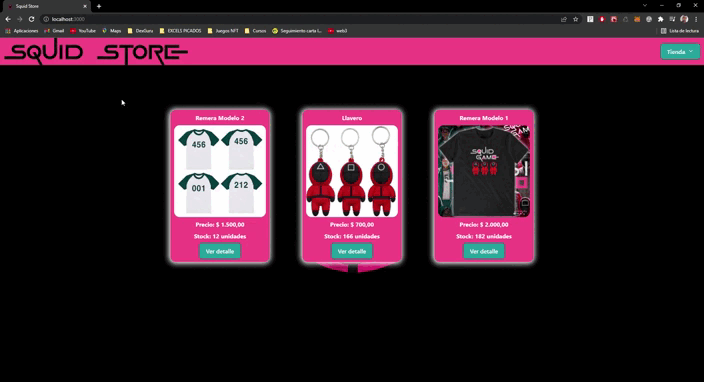 Squid Store
localhost:3000
Aplicaciones
Gmail
YouTube
Maps
DevGuru
EXCELS PICADOS
Juegos NFT
Cursos
Seguimiento carta l...
web3
Lista de lectura
SQUID STORE
Tienda
Remera Modelo 2
456
456
001
212
Precio: $ 1.500,00
Stock: 12 unidades
Ver detalle
Llavero
Precio: $ 700,00
Stock: 166 unidades
Ver detalle
Remera Modelo 1
SQUID
GAME
Precio: $ 2.000,00
Stock: 182 unidades
Ver detalle